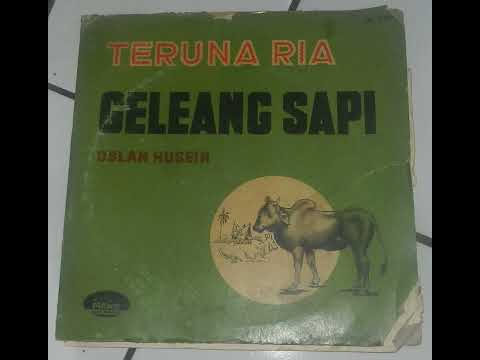 TERUNA RIA
GELEANG SAPI
OSLAN HUSEIN